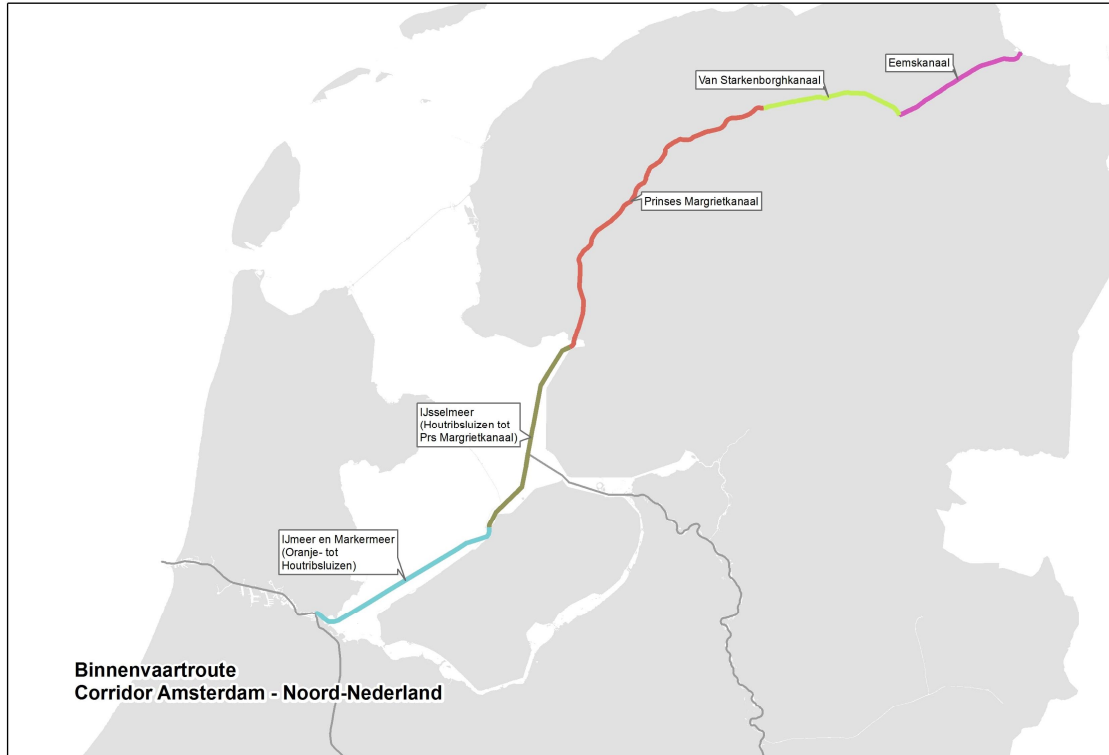 Eemskanaal
Van Starkenborghkanaal
Prinses Margrietkanaal
IJsselmeer
(Houtribsluizen tot
Prs Margrietkanaal)
IJmeer en Markermeer
(Oranje- tot
Houtribsluizen)
Binnenvaartroute
Corridor Amsterdam - Noord-Nederland